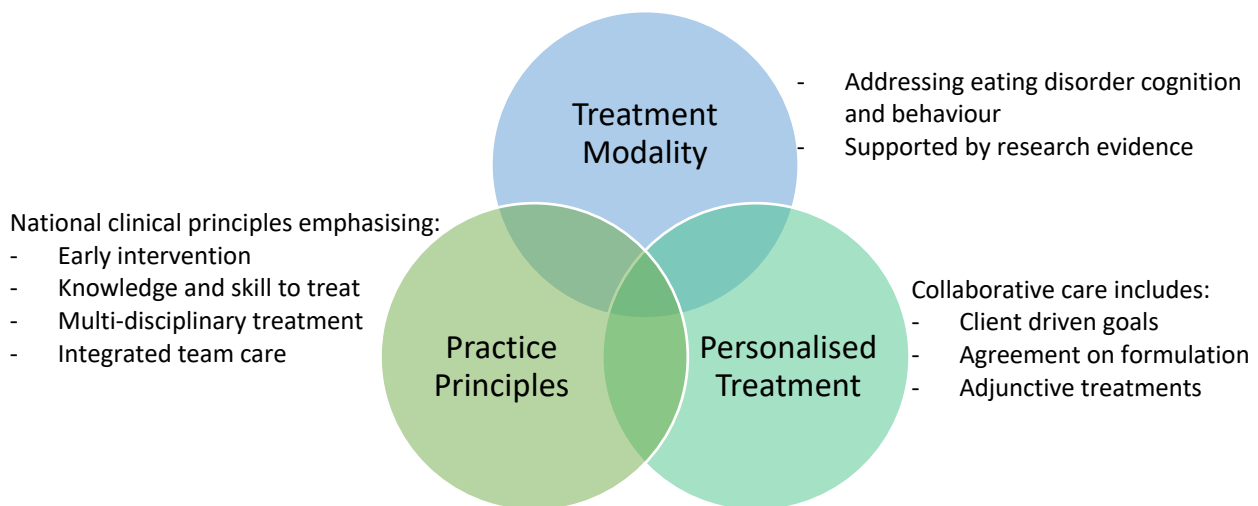 Treatment
Modality
- Addressing eating disorder cognition
and behaviour
- Supported by research evidence
National clinical principles emphasising:
- Early intervention
- Knowledge and skill to treat
- Multi-disciplinary treatment
- Integrated team care
Practice
Principles
Personalised
Treatment
Collaborative care includes:
- Client driven goals
- Agreement on formulation
- Adjunctive treatments